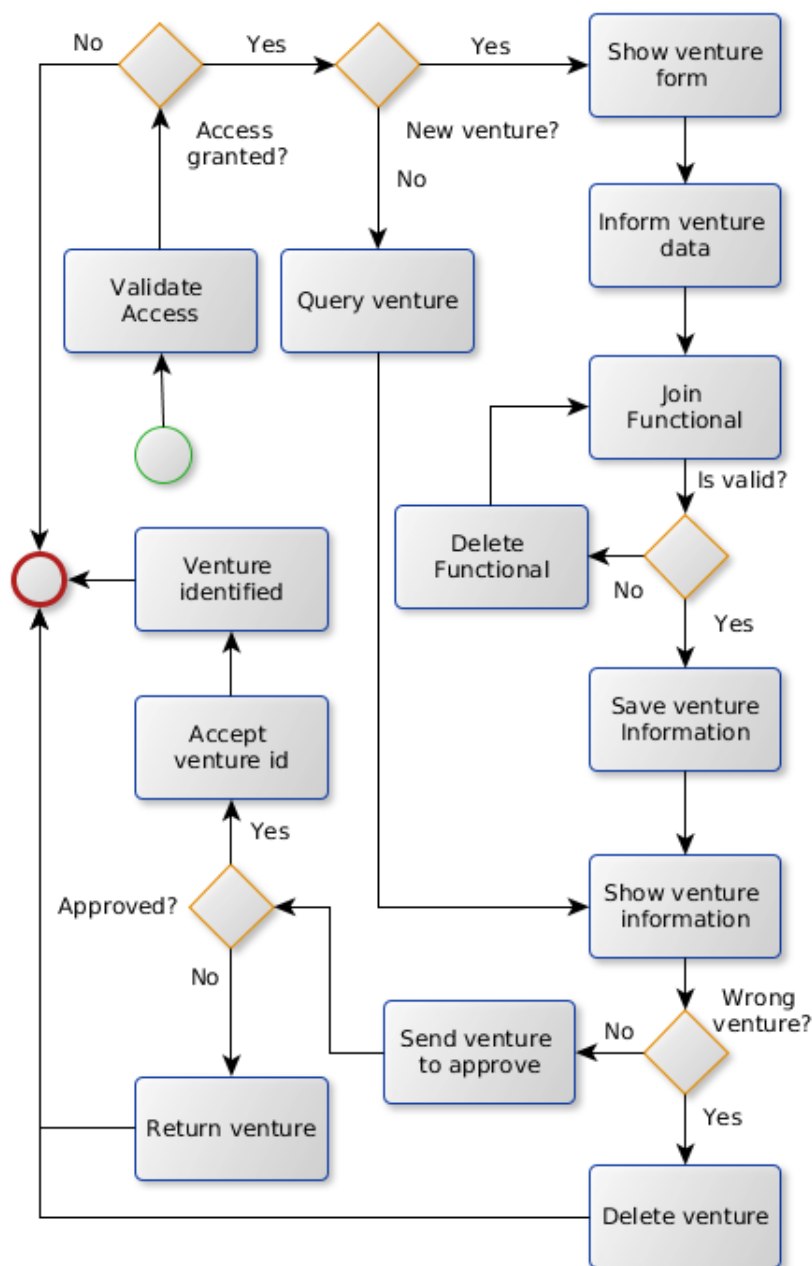 No
Yes
Yes
Show venture
form
Access
granted?
New venture?
No
Inform venture
data
Validate
Access
Query venture
Join
Functional
Is valid?
Venture
identified
Delete
Functional
No
Yes
Accept
venture id
Save venture
Information
Yes
Approved?
Show venture
information
No
Wrong
venture?
Send venture
to approve
No
Return venture
Yes
Delete venture